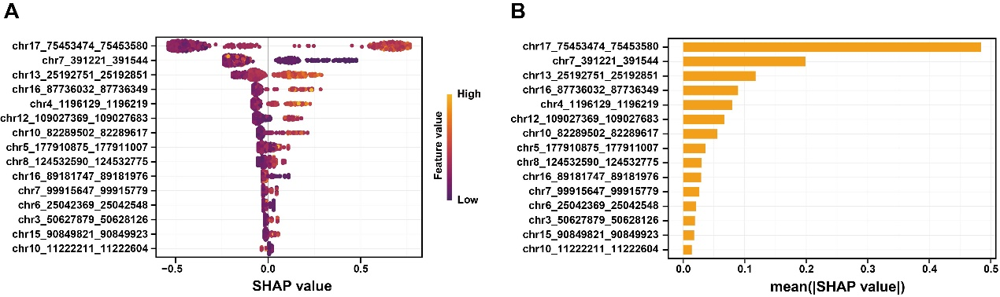 A
chr17_75453474_75453580
chr7_391221_391544
chr13_25192751_25192851
chr16_87736032_87736349
chr4_1196129_1196219
chr12_109027369_109027683
chr10_82289502_82289617
chr5_177910875_177911007
chr8_124532590_124532775
chr16_89181747_89181976
chr7_99915647_99915779
chr6_25042369_25042548
chr3_50627879_50628126
chr15_90849821_90849923
chr10_11222211_11222604
−0.5 0.0 0.5
SHAP value
High
Feature value
Low
B
chr17_75453474_75453580
chr7_391221_391544
chr13_25192751_25192851
chr16_87736032_87736349
chr4_1196129_1196219
chr12_109027369_109027683
chr10_82289502_82289617
chr5_177910875_177911007
chr8_124532590_124532775
chr16_89181747_89181976
chr7_99915647_99915779
chr6_25042369_25042548
chr3_50627879_50628126
chr15_90849821_90849923
chr10_11222211_11222604
0.0 0.1 0.2 0.3 0.4 0.5
mean(|SHAP value|)